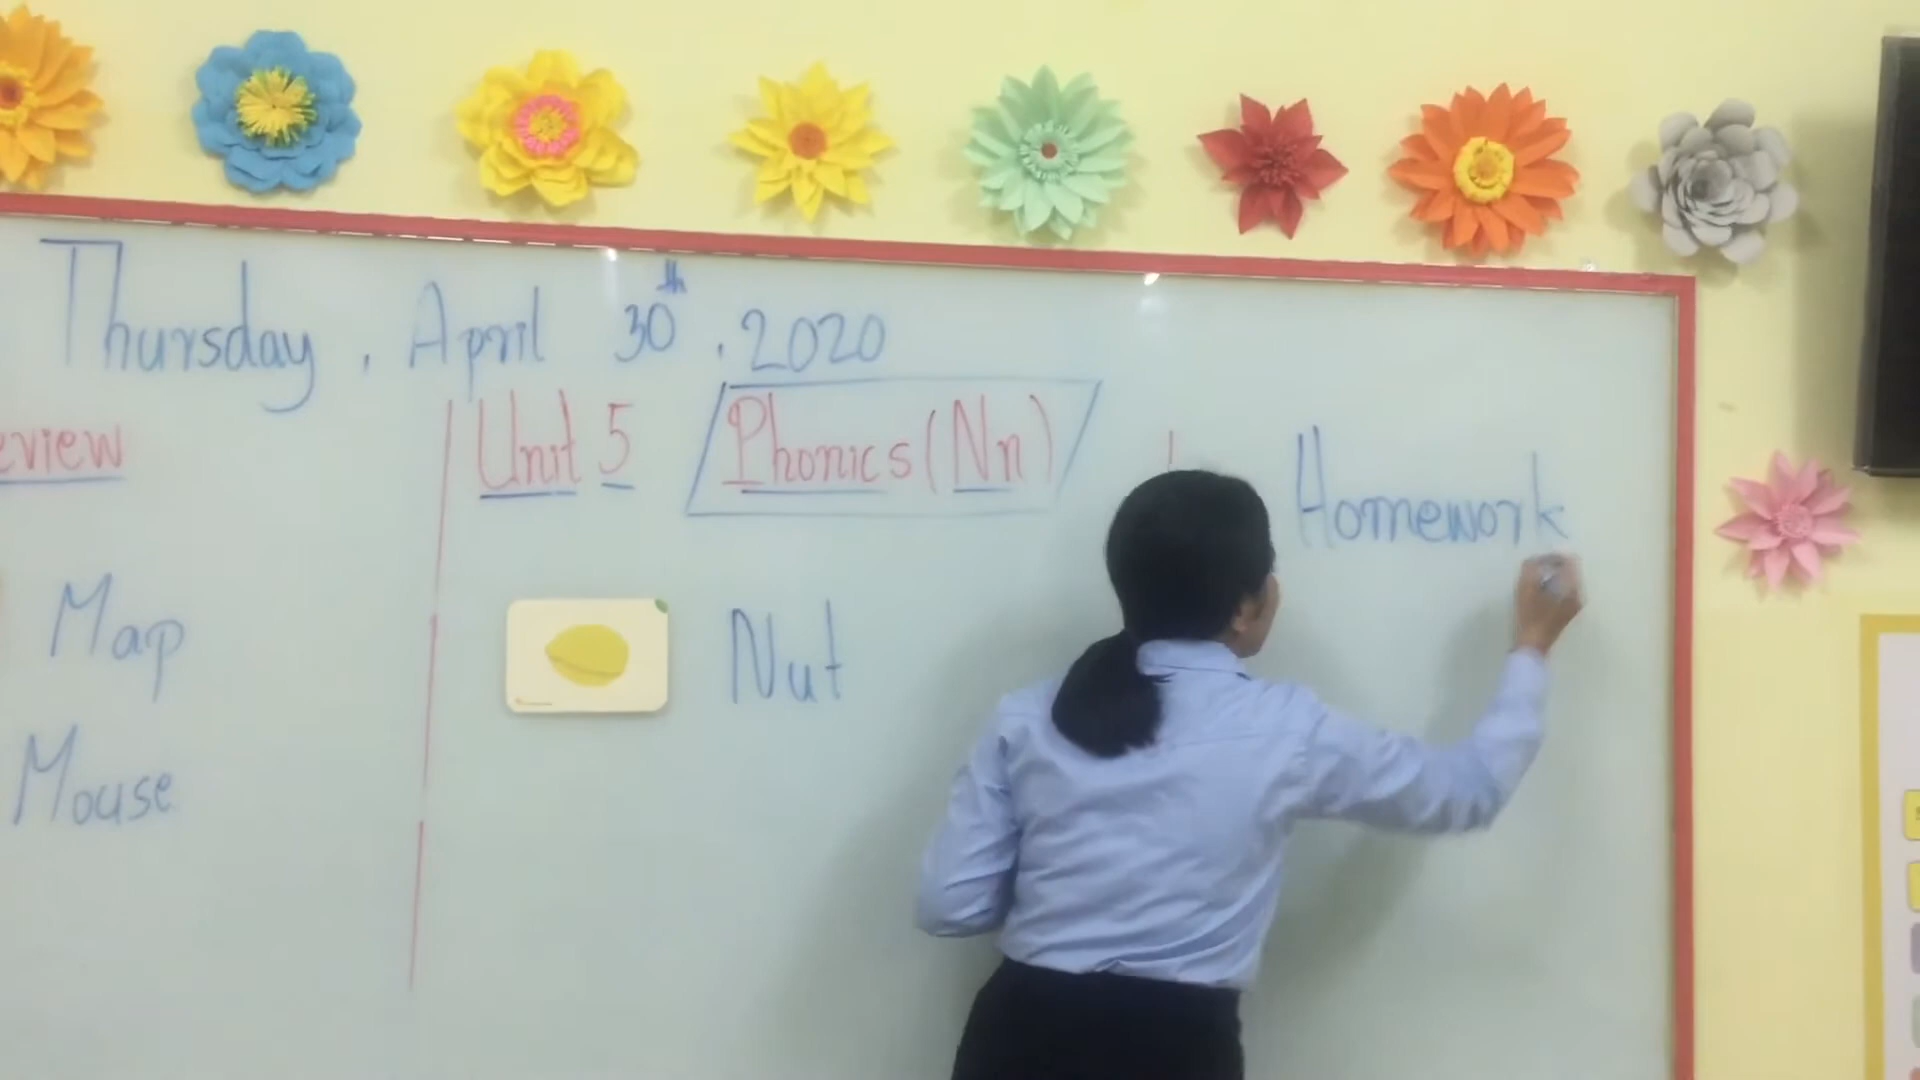 Thursday, April 30th, 2020
eview
Unit 5 Phonics (Nn)
Homework
Map
Nut
Mouse